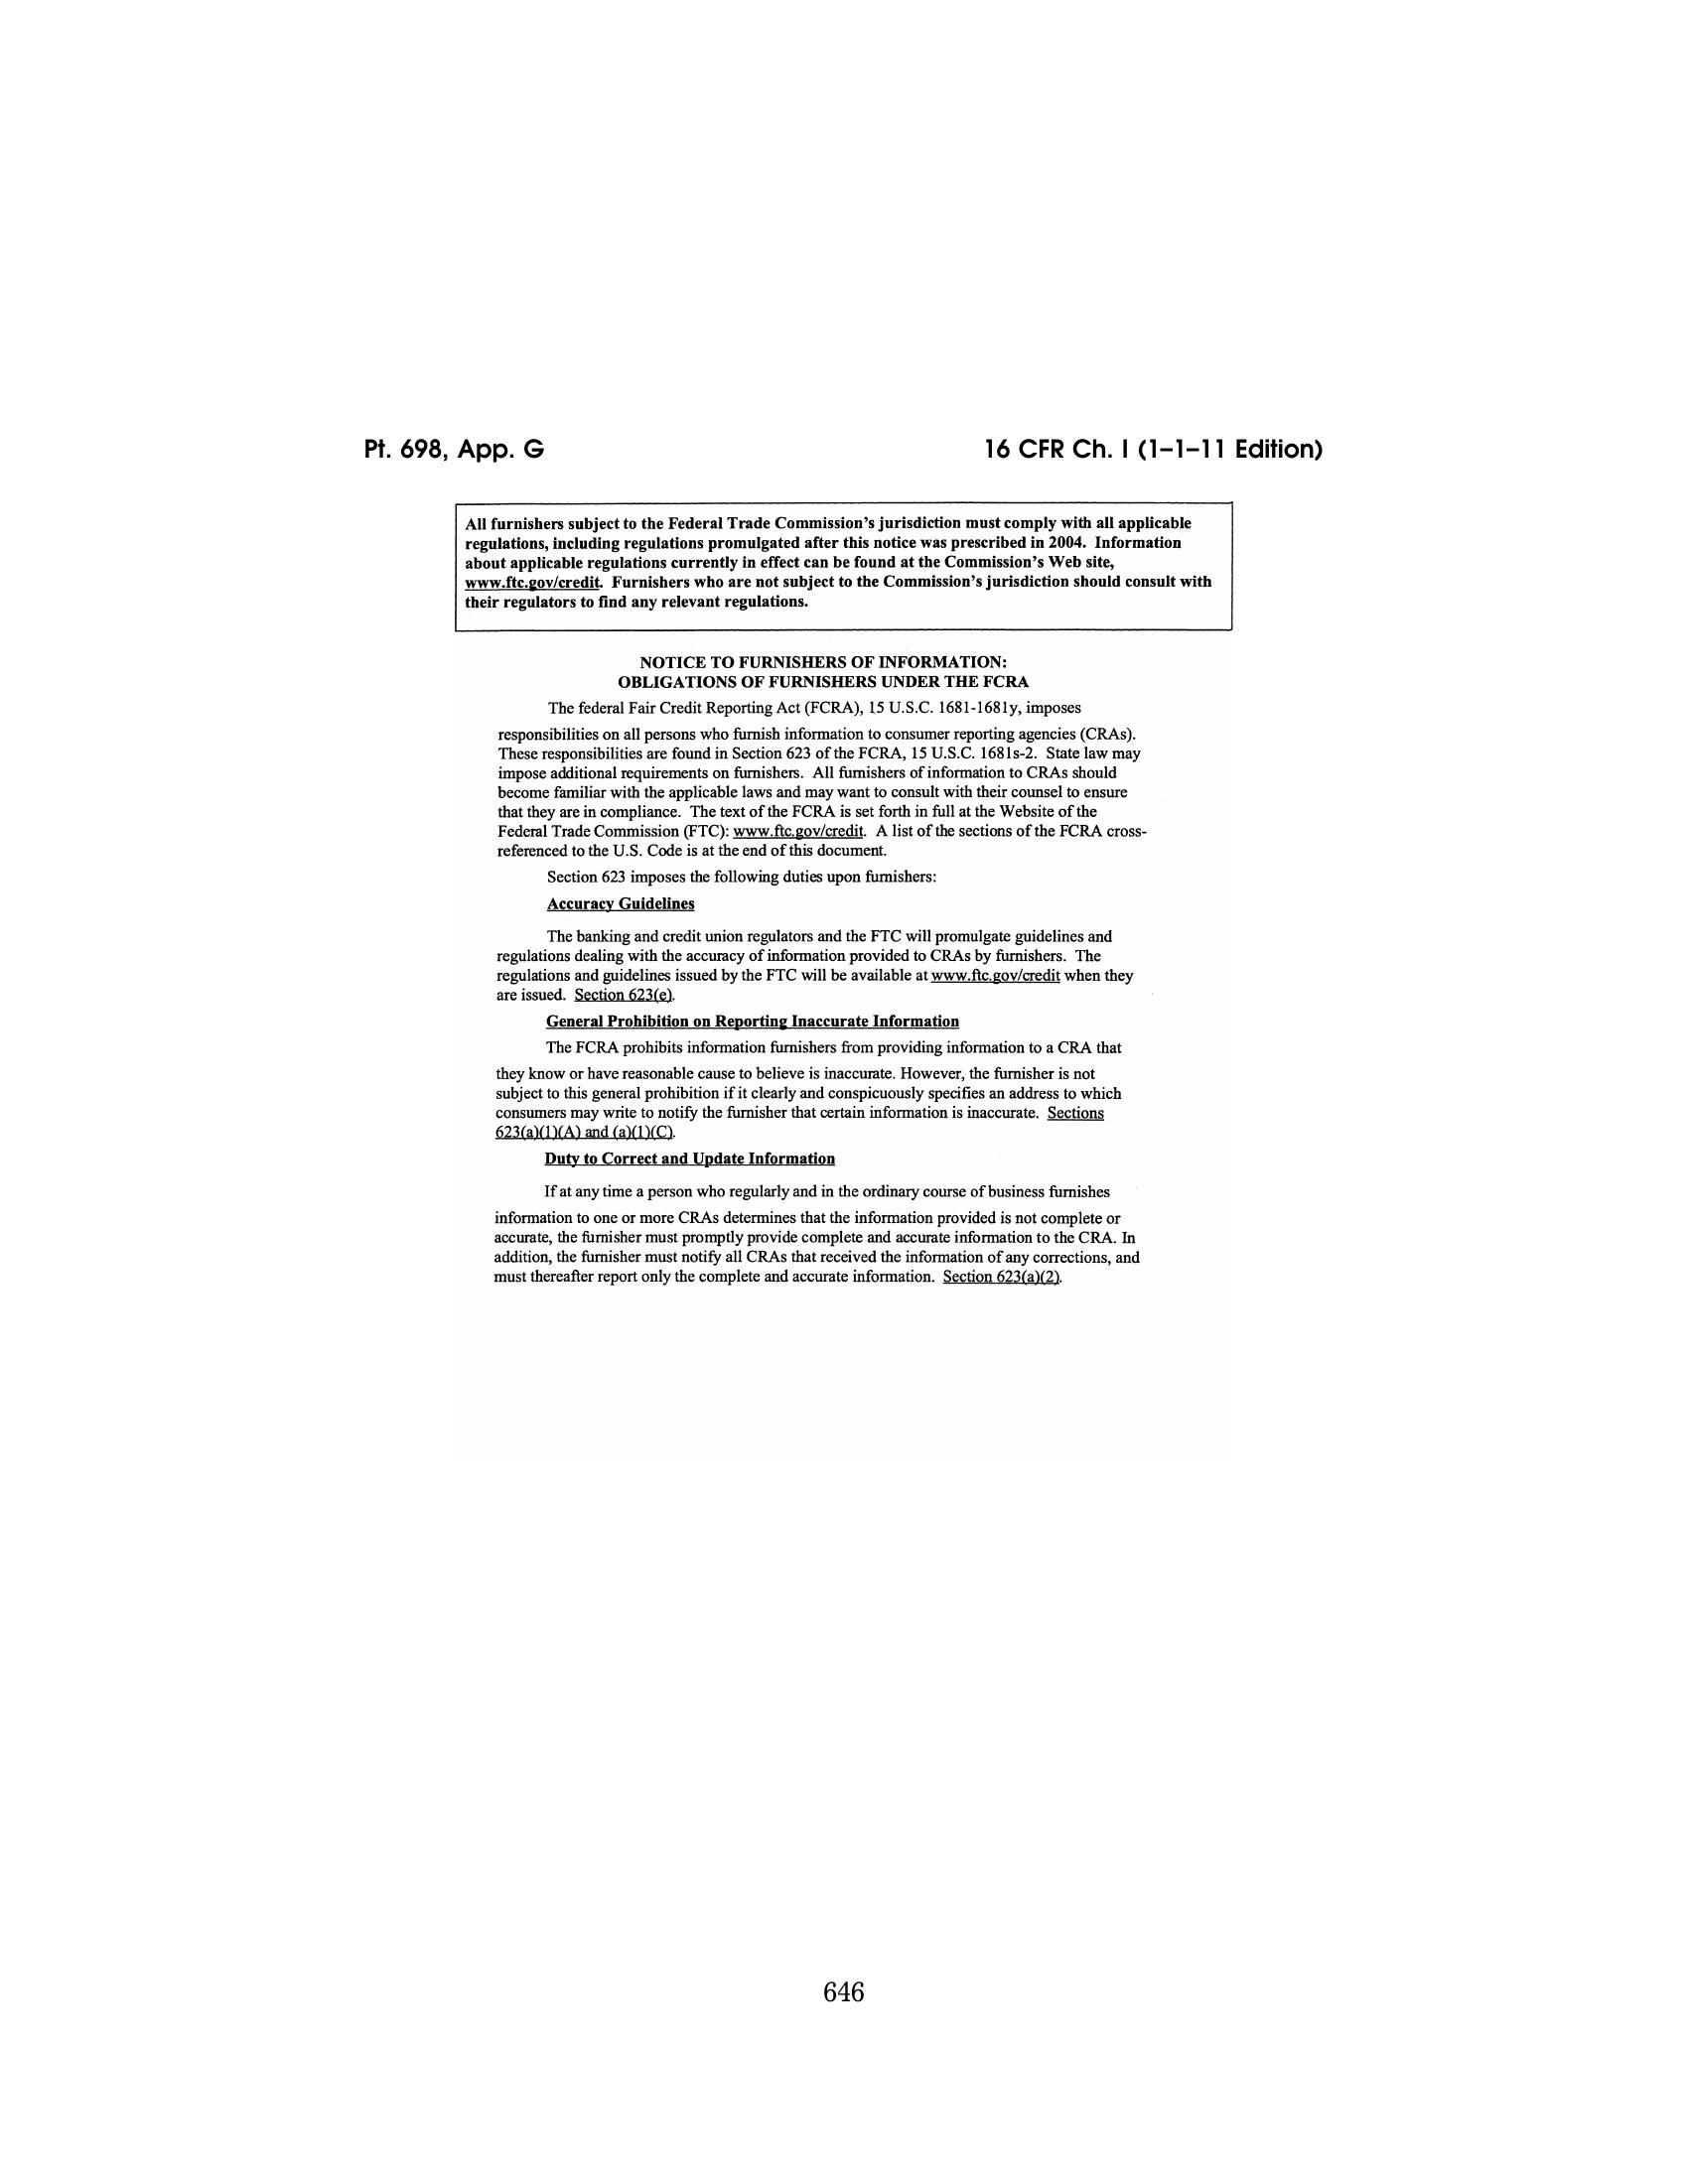 Pt. 698, App. G
16 CFR Ch. I (1–1–11 Edition)
All furnishers subject to the Federal Trade Commission's jurisdiction must comply with all applicable
regulations, including regulations promulgated after this notice was prescribed in 2004. Information
about applicable regulations currently in effect can be found at the Commission's Web site,
www.ftc.gov/credit. Furnishers who are not subject to the Commission's jurisdiction should consult with
their regulators to find any relevant regulations.
NOTICE TO FURNISHERS OF INFORMATION:
OBLIGATIONS OF FURNISHERS UNDER THE FCRA
The federal Fair Credit Reporting Act (FCRA), 15 U.S.C. 1681-1681y, imposes
responsibilities on all persons who furnish information to consumer reporting agencies (CRAs).
These responsibilities are found in Section 623 of the FCRA, 15 U.S.C. 1681s-2. State law may
impose additional requirements on furnishers. All furnishers of information to CRAs should
become familiar with the applicable laws and may want to consult with their counsel to ensure
that they are in compliance. The text of the FCRA is set forth in full at the Website of the
Federal Trade Commission (FTC): www.ftc.gov/credit. A list of the sections of the FCRA cross-
referenced to the U.S. Code is at the end of this document.
Section 623 imposes the following duties upon furnishers:
Accuracy Guidelines
The banking and credit union regulators and the FTC will promulgate guidelines and
regulations dealing with the accuracy of information provided to CRAs by furnishers. The
regulations and guidelines issued by the FTC will be available at www.ftc.gov/credit when they
are issued. Section 623(e).
General Prohibition on Reporting Inaccurate Information
The FCRA prohibits information furnishers from providing information to a CRA that
they know or have reasonable cause to believe is inaccurate. However, the furnisher is not
subject to this general prohibition if it clearly and conspicuously specifies an address to which
consumers may write to notify the furnisher that certain information is inaccurate. Sections
623(a)(1)(A) and (a)(1)(C).
Duty to Correct and Update Information
If at any time a person who regularly and in the ordinary course of business furnishes
information to one or more CRAs determines that the information provided is not complete or
accurate, the furnisher must promptly provide complete and accurate information to the CRA. In
addition, the furnisher must notify all CRAs that received the information of any corrections, and
must thereafter report only the complete and accurate information. Section 623(a)(2).
646